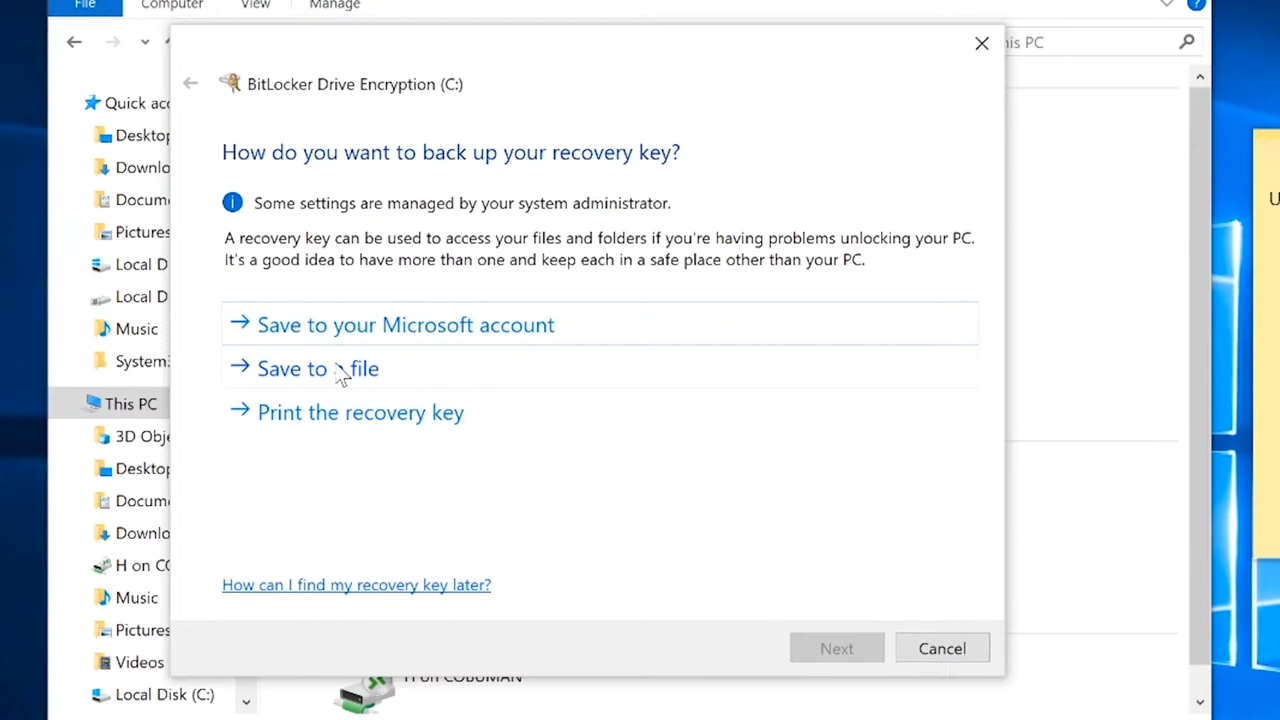 File
Computer
View
Manage
his PC
BitLocker Drive Encryption (C:)
How do you want to back up your recovery key?
Some settings are managed by your system administrator.
A recovery key can be used to access your files and folders if you're having problems unlocking your PC.
It's a good idea to have more than one and keep each in a safe place other than your PC.
Save to your Microsoft account
Save to file
Print the recovery key
How can I find my recovery key later?
Next
Cancel
Quick acc
Desktop
Downlo
Docum
Pictures
Local D
Local D
Music
System3
This PC
3D Obje
Desktop
Docum
Downlo
H on CO
Music
Pictures
Videos
Local Disk (C:)
H on COBUMAN
U